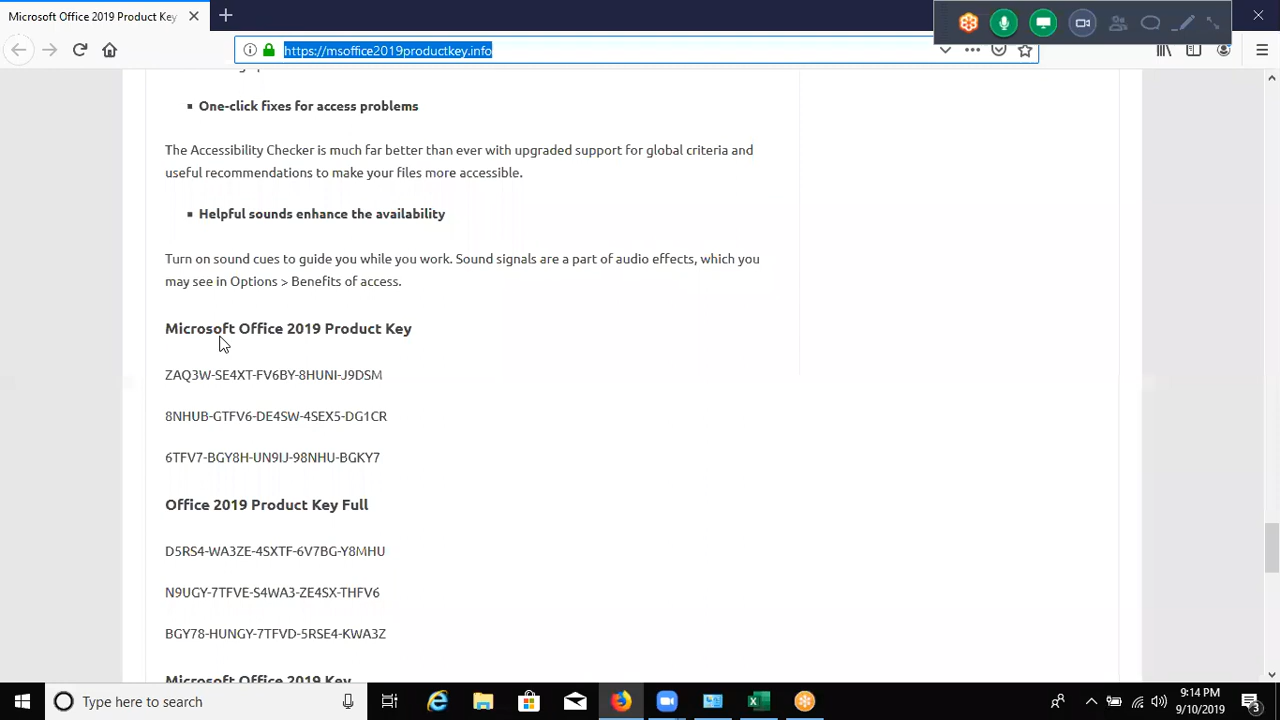 Microsoft Office 2019 Product Key
https://msoffice2019productkey.info
One-click fixes for access problems
The Accessibility Checker is much far better than ever with upgraded support for global criteria and
useful recommendations to make your files more accessible.
Helpful sounds enhance the availability
Turn on sound cues to guide you while you work. Sound signals are a part of audio effects, which you
may see in Options > Benefits of access.
Microsoft Office 2019 Product Key
ZAQ3W-SE4XT-FV6BY-8HUNI-J9DSM
8NHUB-GTFV6-DE4SW-4SEX5-DG1CR
6TFV7-BGY8H-UN9IJ-98NHU-BGKY7
Office 2019 Product Key Full
D5RS4-WA3ZE-4SXTF-6V7BG-Y8MHU
N9UGY-7TFVE-S4WA3-ZE4SX-THFV6
BGY78-HUNGY-7TFVD-5RSE4-KWA3Z
Microsoft Office 2019 Key
Type here to search
9:14 PM
9/10/2019
3